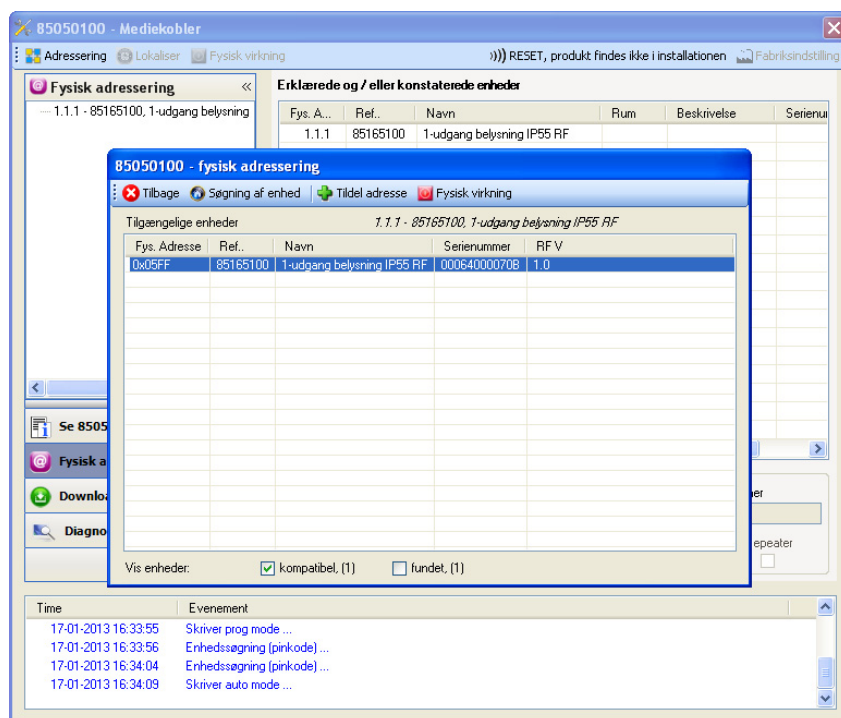 85050100 - Mediekobler
Adressering Lokaliser Fysisk virkning ))) RESET, produkt findes ikke i installationen Fabriksindstilling
Fysisk adressering « Erklærede og / eller konstaterede enheder
1.1.1 - 85165100, 1-udgang belysning
Fys. A... Ref.. Navn Rum Beskrivelse Serienu
1.1.1 85165100 1-udgang belysning IP55 RF
85050100 - fysisk adressering
Tilbage Søgning af enhed Tildel adresse Fysisk virkning
Tilgængelige enheder 1.1.1 - 85165100, 1-udgang belysning IP55 RF
Fys. Adresse Ref.. Navn Serienummer RF V
0x05FF 85165100 1-udgang belysning IP55 RF 00064000070B 1.0
Se 8505
Fysisk a
Downloa
Diagno
er
epeater
Vis enheder: kompatibel, (1) fundet, (1)
Time Evenement
17-01-2013 16:33:55 Skriver prog mode ...
17-01-2013 16:33:56 Enhedssøgning (pinkode) ...
17-01-2013 16:34:04 Enhedssøgning (pinkode) ...
17-01-2013 16:34:09 Skriver auto mode ...